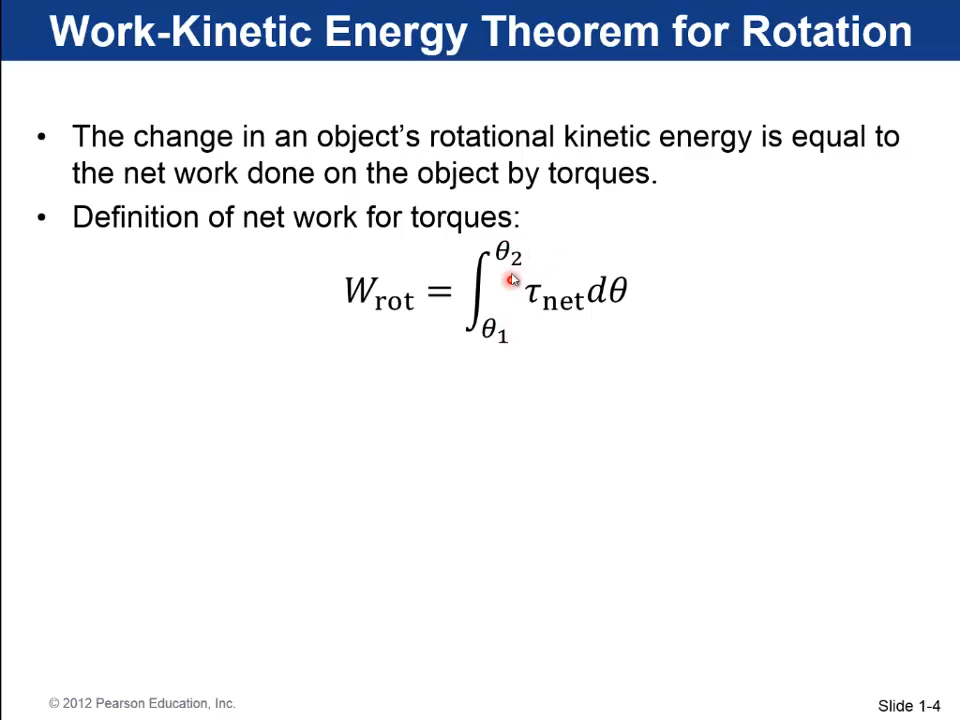 Work-Kinetic Energy Theorem for Rotation
• The change in an object’s rotational kinetic energy is equal to
the net work done on the object by torques.
• Definition of net work for torques:
W_rot = ∫_{θ_1}^{θ_2} τ_net dθ
© 2012 Pearson Education, Inc.
Slide 1-4